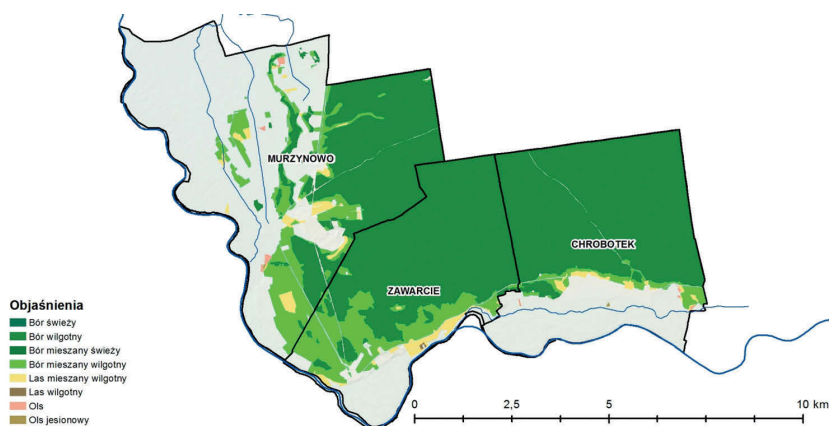 MURZYNOWO
CHROBOTEK
ZAWARCIE
Objaśnienia
Bór świeży
Bór wilgotny
Bór mieszany świeży
Bór mieszany wilgotny
Las mieszany wilgotny
Las wilgotny
Ols
Ols jesionowy
0 2,5 5 10 km